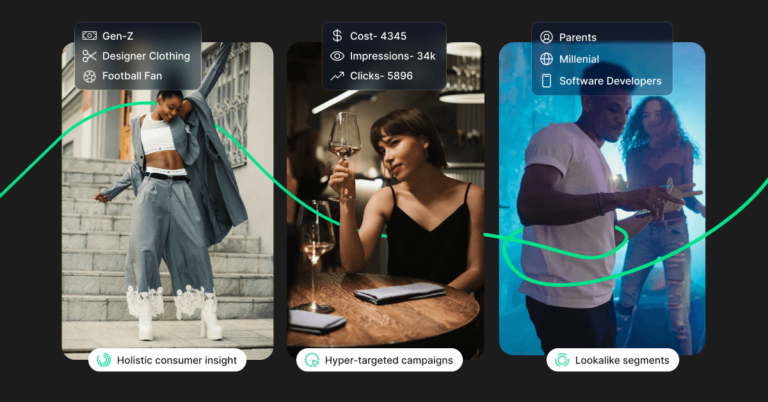 Gen-Z
Designer Clothing
Football Fan
Holistic consumer insight
Cost- 4345
Impressions- 34k
Clicks- 5896
Hyper-targeted campaigns
Parents
Millenial
Software Developers
Lookalike segments